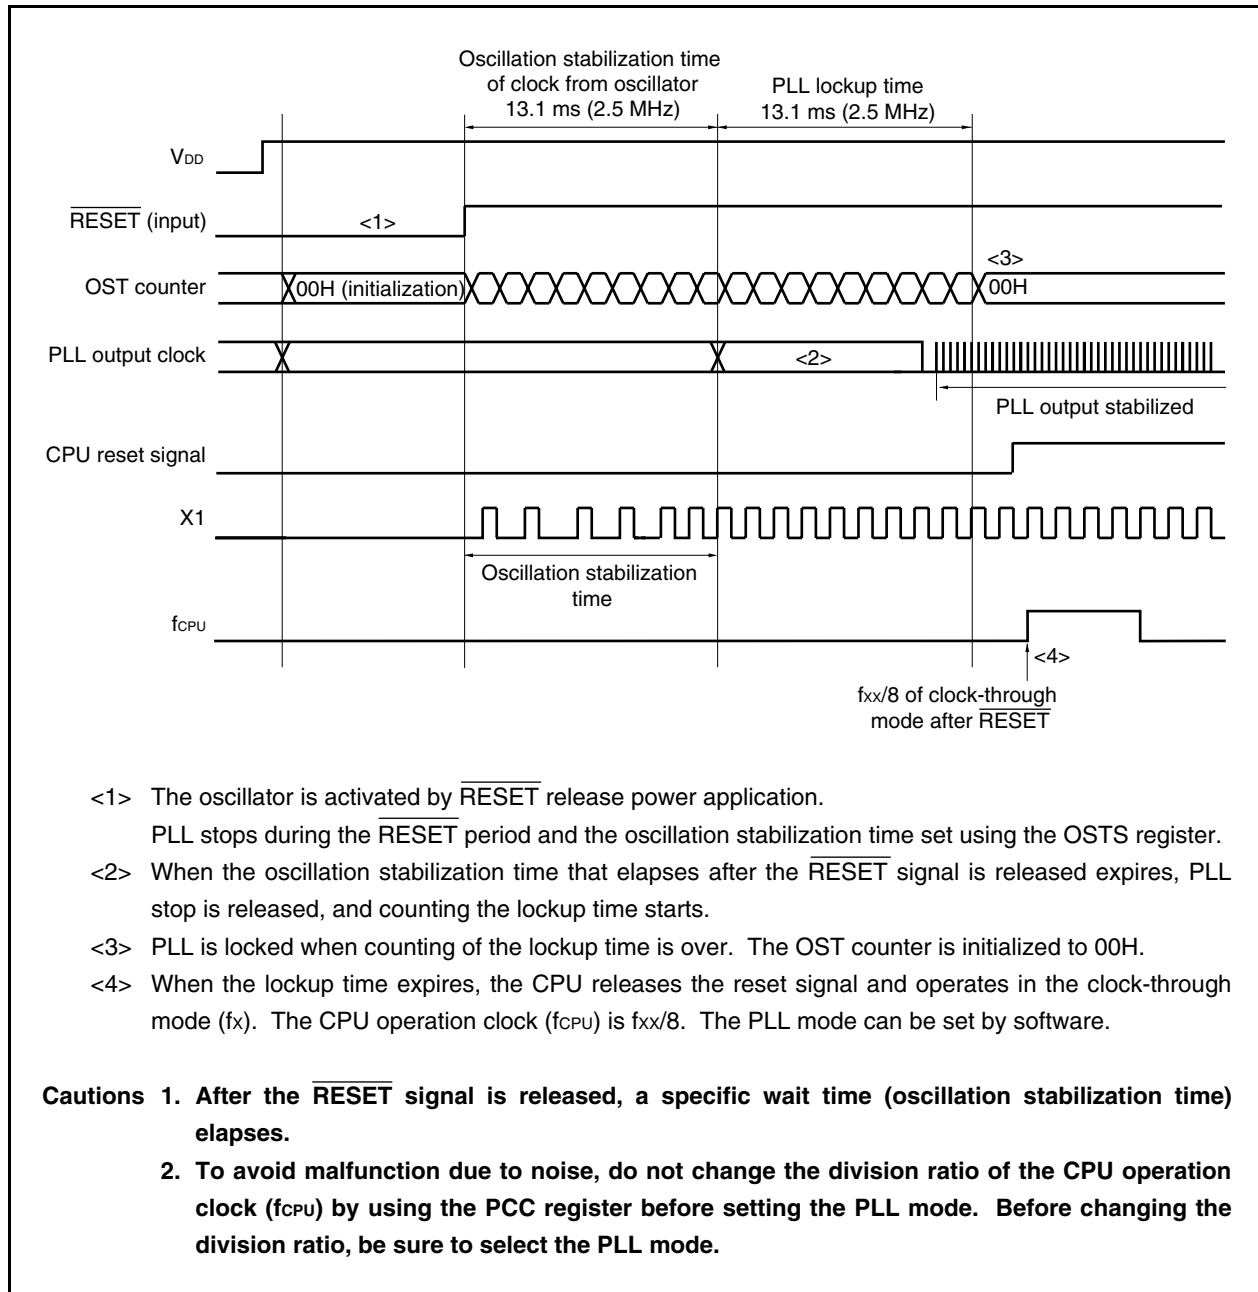 Oscillation stabilization time
of clock from oscillator
13.1 ms (2.5 MHz)
PLL lockup time
13.1 ms (2.5 MHz)
VDD
RESET (input)
<1>
<3>
OST counter
00H (initialization)
00H
PLL output clock
<2>
PLL output stabilized
CPU reset signal
X1
Oscillation stabilization
time
fCPU
<4>
fxx/8 of clock-through
mode after RESET
<1> The oscillator is activated by RESET release power application.
PLL stops during the RESET period and the oscillation stabilization time set using the OSTS register.
<2> When the oscillation stabilization time that elapses after the RESET signal is released expires, PLL
stop is released, and counting the lockup time starts.
<3> PLL is locked when counting of the lockup time is over. The OST counter is initialized to 00H.
<4> When the lockup time expires, the CPU releases the reset signal and operates in the clock-through
mode (fx). The CPU operation clock (fCPU) is fxx/8. The PLL mode can be set by software.
Cautions 1. After the RESET signal is released, a specific wait time (oscillation stabilization time)
elapses.
2. To avoid malfunction due to noise, do not change the division ratio of the CPU operation
clock (fCPU) by using the PCC register before setting the PLL mode. Before changing the
division ratio, be sure to select the PLL mode.